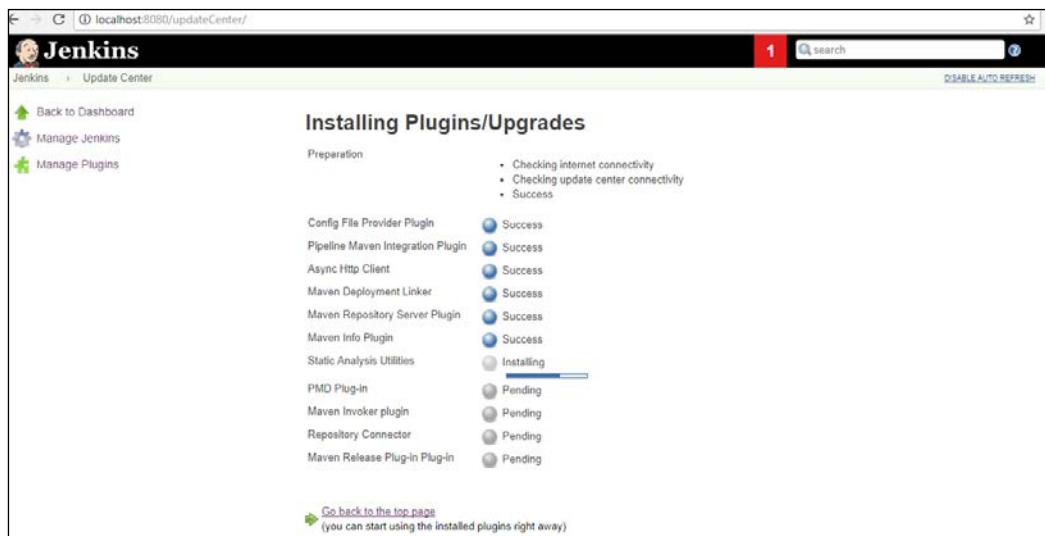 localhost:8080/updateCenter/
Jenkins
1
search
Jenkins
Update Center
DISABLE AUTO REFRESH
Back to Dashboard
Manage Jenkins
Manage Plugins
Installing Plugins/Upgrades
Preparation
Checking internet connectivity
Checking update center connectivity
Success
Config File Provider Plugin Success
Pipeline Maven Integration Plugin Success
Async Http Client Success
Maven Deployment Linker Success
Maven Repository Server Plugin Success
Maven Info Plugin Success
Static Analysis Utilities Installing
PMD Plug-in Pending
Maven Invoker plugin Pending
Repository Connector Pending
Maven Release Plug-in Plug-in Pending
Go back to the top page
(you can start using the installed plugins right away)